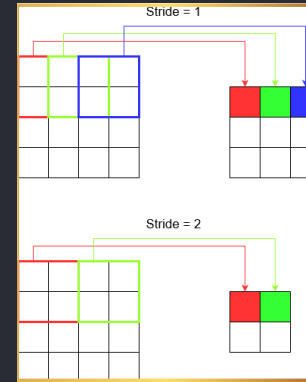 Stride = 1
Stride = 2